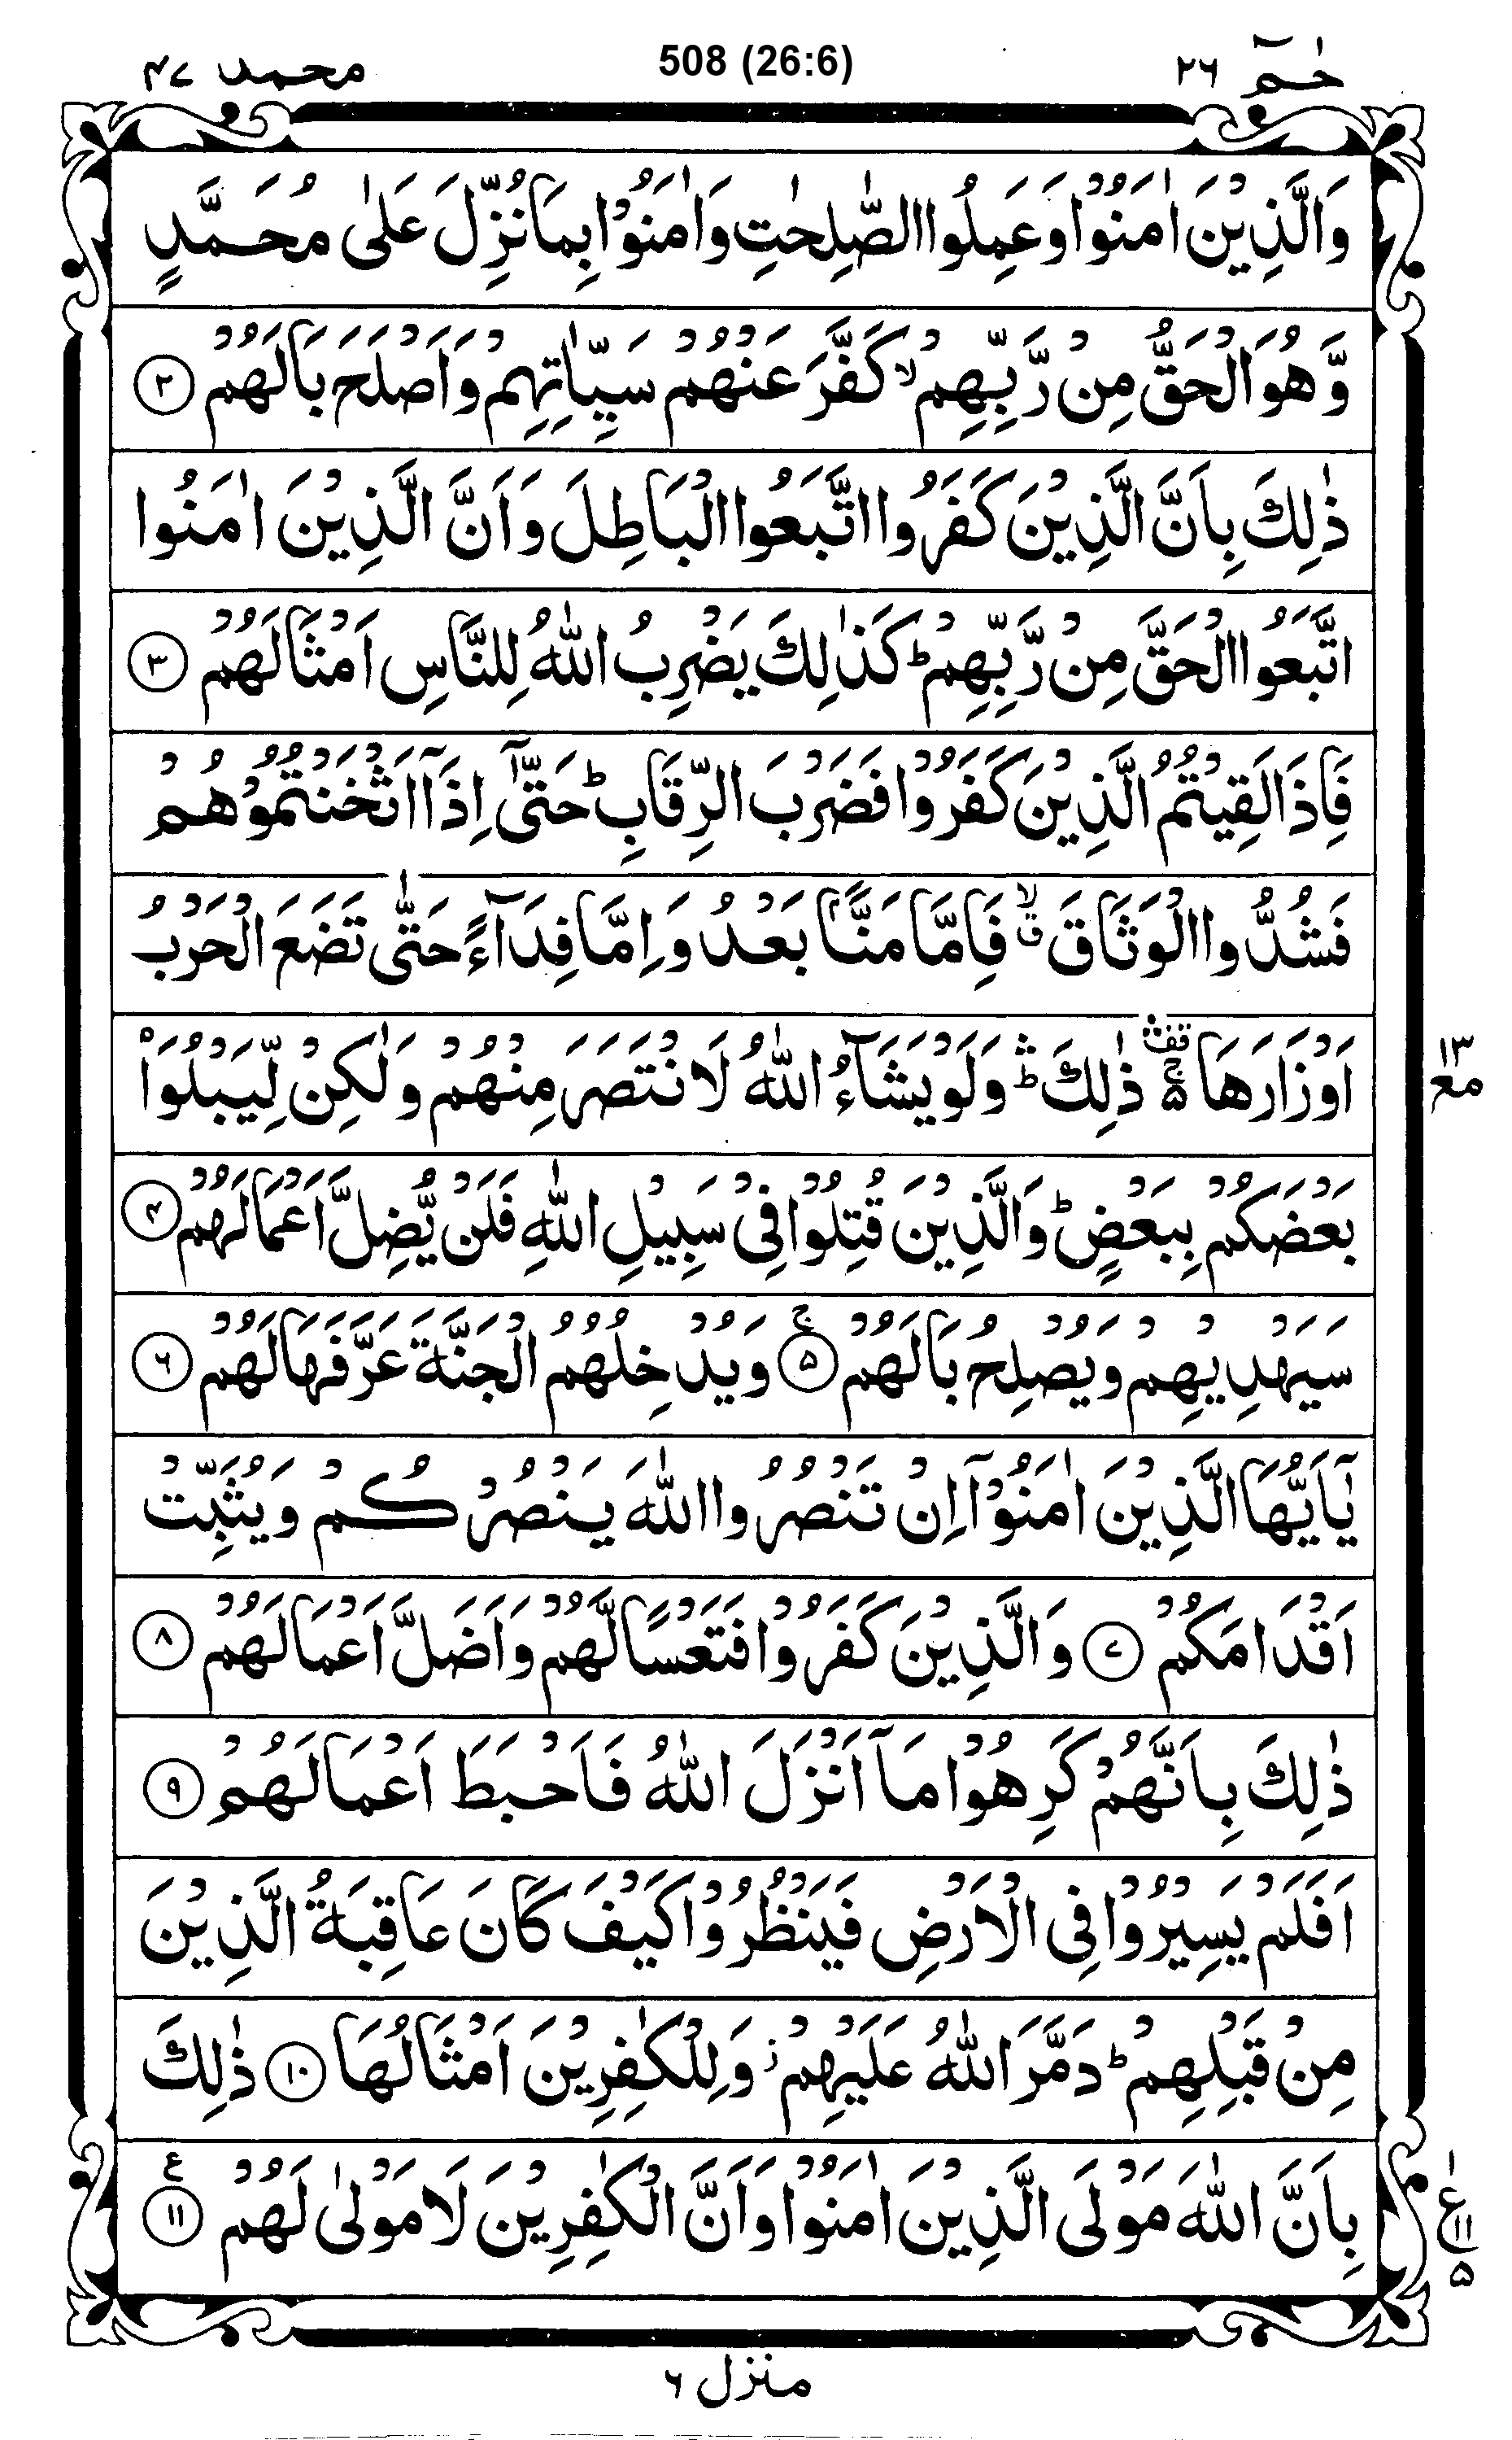 حٰمٓ ۲۶
508 (26:6)
محمد ۴۷
وَالَّذِيْنَ اٰمَنُوْا وَعَمِلُوا الصّٰلِحٰتِ وَاٰمَنُوْا بِمَا نُزِّلَ عَلٰى مُحَمَّدٍ
وَّهُوَ الْحَقُّ مِنْ رَّبِّهِمْ ۙ كَفَّرَ عَنْهُمْ سَيِّاٰتِهِمْ وَاَصْلَحَ بَالَهُمْ ۲
ذٰلِكَ بِاَنَّ الَّذِيْنَ كَفَرُوا اتَّبَعُوا الْبَاطِلَ وَاَنَّ الَّذِيْنَ اٰمَنُوا
اتَّبَعُوا الْحَقَّ مِنْ رَّبِّهِمْ ؕ كَذٰلِكَ يَضْرِبُ اللّٰهُ لِلنَّاسِ اَمْثَالَهُمْ ۳
فَاِذَا لَقِيْتُمُ الَّذِيْنَ كَفَرُوْا فَضَرْبَ الرِّقَابِ ؕ حَتّٰٓى اِذَآ اَثْخَنْتُمُوْهُمْ
فَشُدُّوا الْوَثَاقَ ۙق فَاِمَّا مَنًّۢا بَعْدُ وَاِمَّا فِدَآءً حَتّٰى تَضَعَ الْحَرْبُ
اَوْزَارَهَا ۛ۬ۚ۵ ذٰلِكَ ؕۛ وَلَوْ يَشَآءُ اللّٰهُ لَانْتَصَرَ مِنْهُمْ وَلٰكِنْ لِّيَبْلُوَا۟
۱۳
مع
بَعْضَكُمْ بِبَعْضٍ ؕ وَالَّذِيْنَ قُتِلُوْا فِيْ سَبِيْلِ اللّٰهِ فَلَنْ يُّضِلَّ اَعْمَالَهُمْ ۴
سَيَهْدِيْهِمْ وَيُصْلِحُ بَالَهُمْ ۵ۚ وَيُدْخِلُهُمُ الْجَنَّةَ عَرَّفَهَا لَهُمْ ۶
يٰٓاَيُّهَا الَّذِيْنَ اٰمَنُوْٓا اِنْ تَنْصُرُوا اللّٰهَ يَنْصُرْكُمْ وَيُثَبِّتْ
اَقْدَامَكُمْ ۷ وَالَّذِيْنَ كَفَرُوْا فَتَعْسًا لَّهُمْ وَاَضَلَّ اَعْمَالَهُمْ ۸
ذٰلِكَ بِاَنَّهُمْ كَرِهُوْا مَآ اَنْزَلَ اللّٰهُ فَاَحْبَطَ اَعْمَالَهُمْ ۹
اَفَلَمْ يَسِيْرُوْا فِي الْاَرْضِ فَيَنْظُرُوْا كَيْفَ كَانَ عَاقِبَةُ الَّذِيْنَ
مِنْ قَبْلِهِمْ ؕ دَمَّرَ اللّٰهُ عَلَيْهِمْ ز وَلِلْكٰفِرِيْنَ اَمْثَالُهَا ۱۰ ذٰلِكَ
بِاَنَّ اللّٰهَ مَوْلَى الَّذِيْنَ اٰمَنُوْا وَاَنَّ الْكٰفِرِيْنَ لَا مَوْلٰى لَهُمْ ۱۱ ع
۱
ع
۱۱
۵
منزل ۶